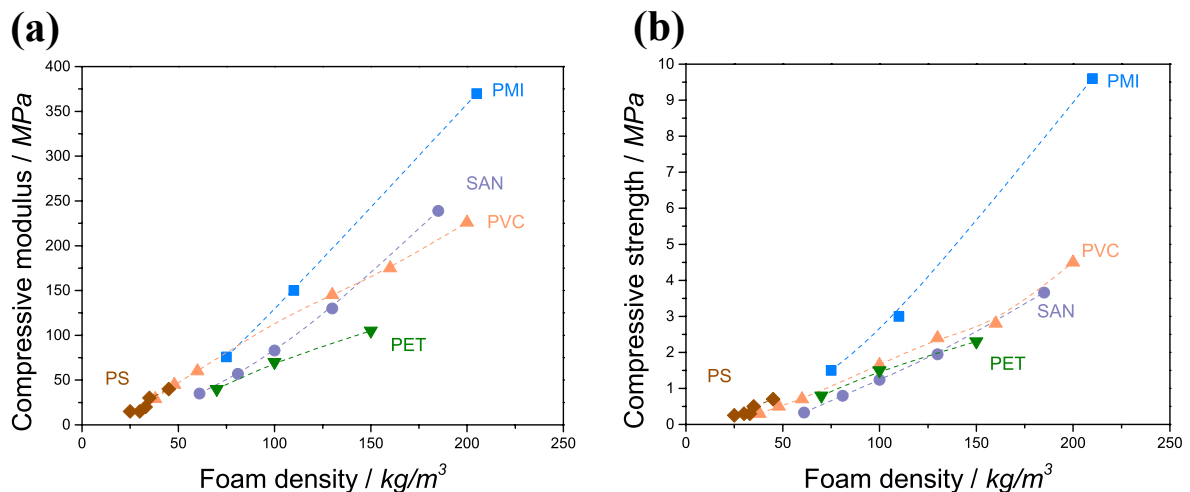 (a)
400
350
300
250
200
150
100
50
0
0 50 100 150 200 250
Compressive modulus / MPa
Foam density / kg/m³
PMI
SAN
PVC
PET
PS
(b)
10
9
8
7
6
5
4
3
2
1
0
0 50 100 150 200 250
Compressive strength / MPa
Foam density / kg/m³
PMI
PVC
SAN
PET
PS